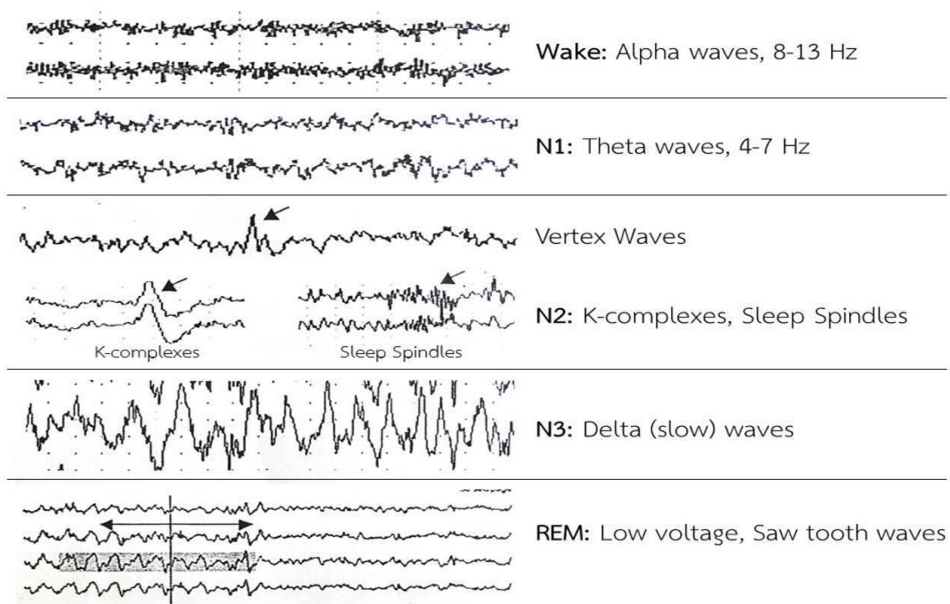 Wake: Alpha waves, 8-13 Hz
N1: Theta waves, 4-7 Hz
Vertex Waves
N2: K-complexes, Sleep Spindles
K-complexes
Sleep Spindles
N3: Delta (slow) waves
REM: Low voltage, Saw tooth waves